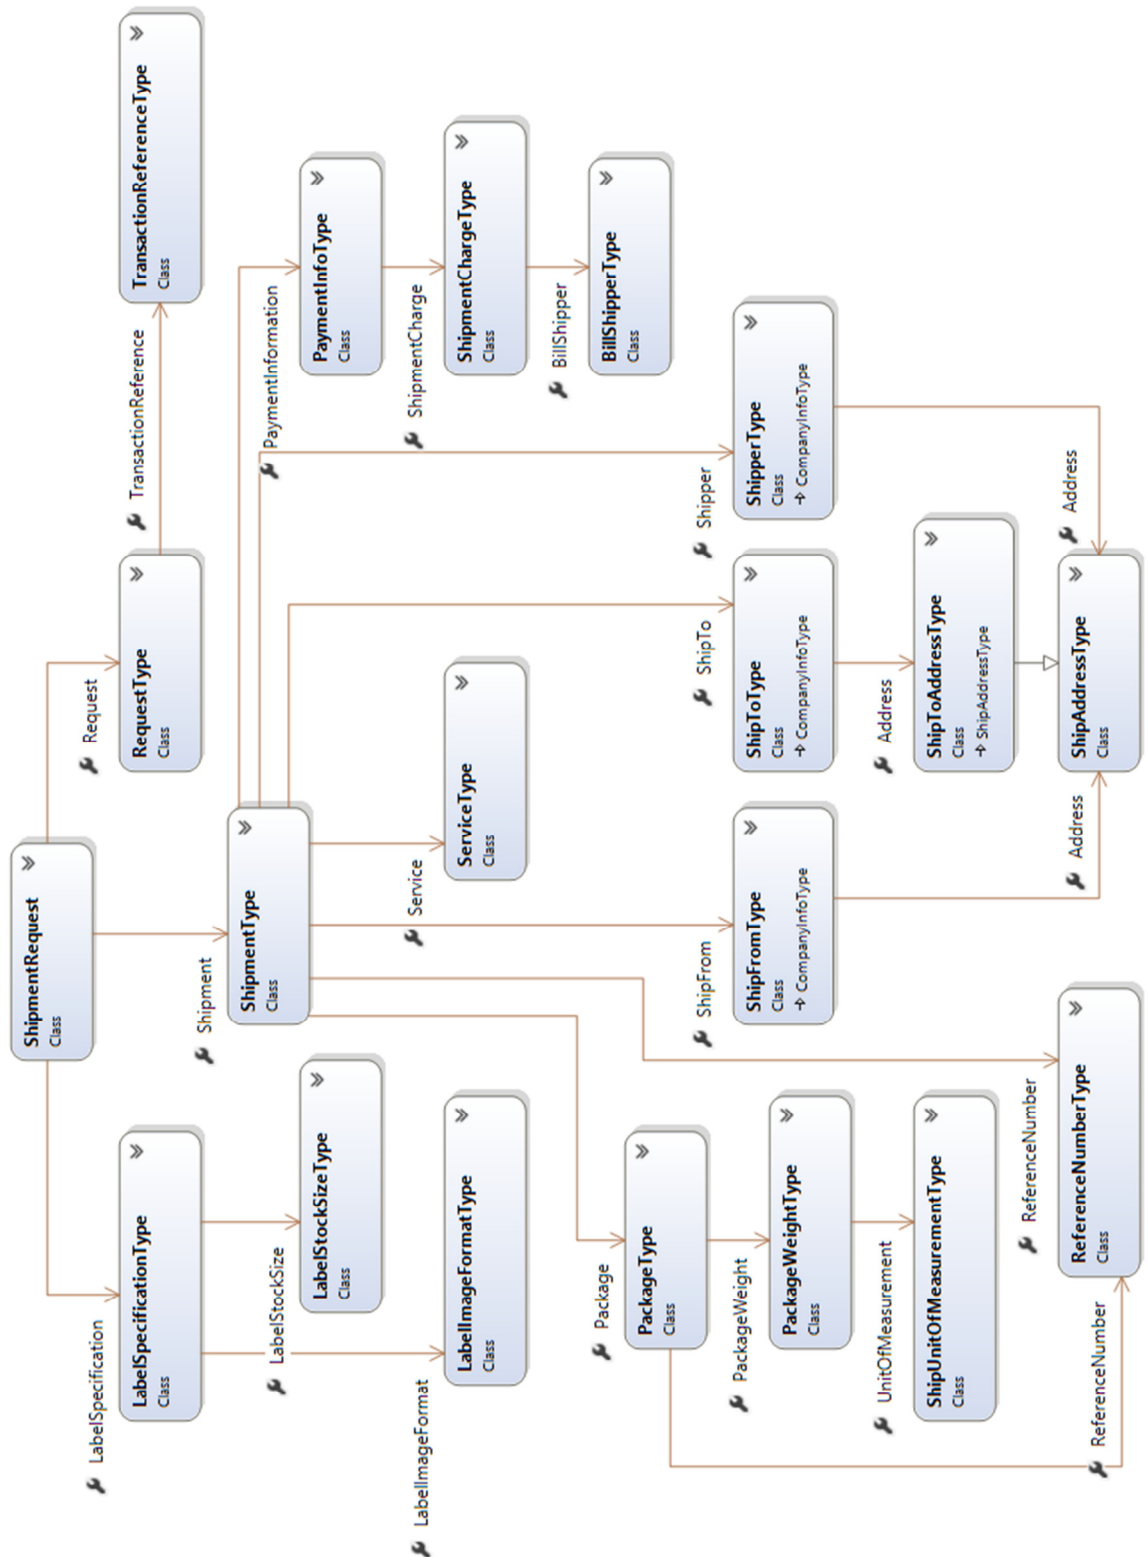 ShipmentRequest
Class
LabelSpecification
LabelSpecificationType
Class
Request
RequestType
Class
TransactionReference
TransactionReferenceType
Class
Shipment
ShipmentType
Class
LabelStockSize
LabelStockSizeType
Class
LabelImageFormat
LabelImageFormatType
Class
PaymentInformation
PaymentInfoType
Class
ShipmentCharge
ShipmentChargeType
Class
BillShipper
BillShipperType
Class
Service
ServiceType
Class
Package
PackageType
Class
PackageWeight
PackageWeightType
Class
UnitOfMeasurement
ShipUnitOfMeasurementType
Class
ShipFrom
ShipFromType
Class
CompanyInfoType
ShipTo
ShipToType
Class
CompanyInfoType
Shipper
ShipperType
Class
CompanyInfoType
Address
ShipToAddressType
Class
ShipAddressType
ReferenceNumber
ReferenceNumber
ReferenceNumberType
Class
Address
Address
ShipAddressType
Class